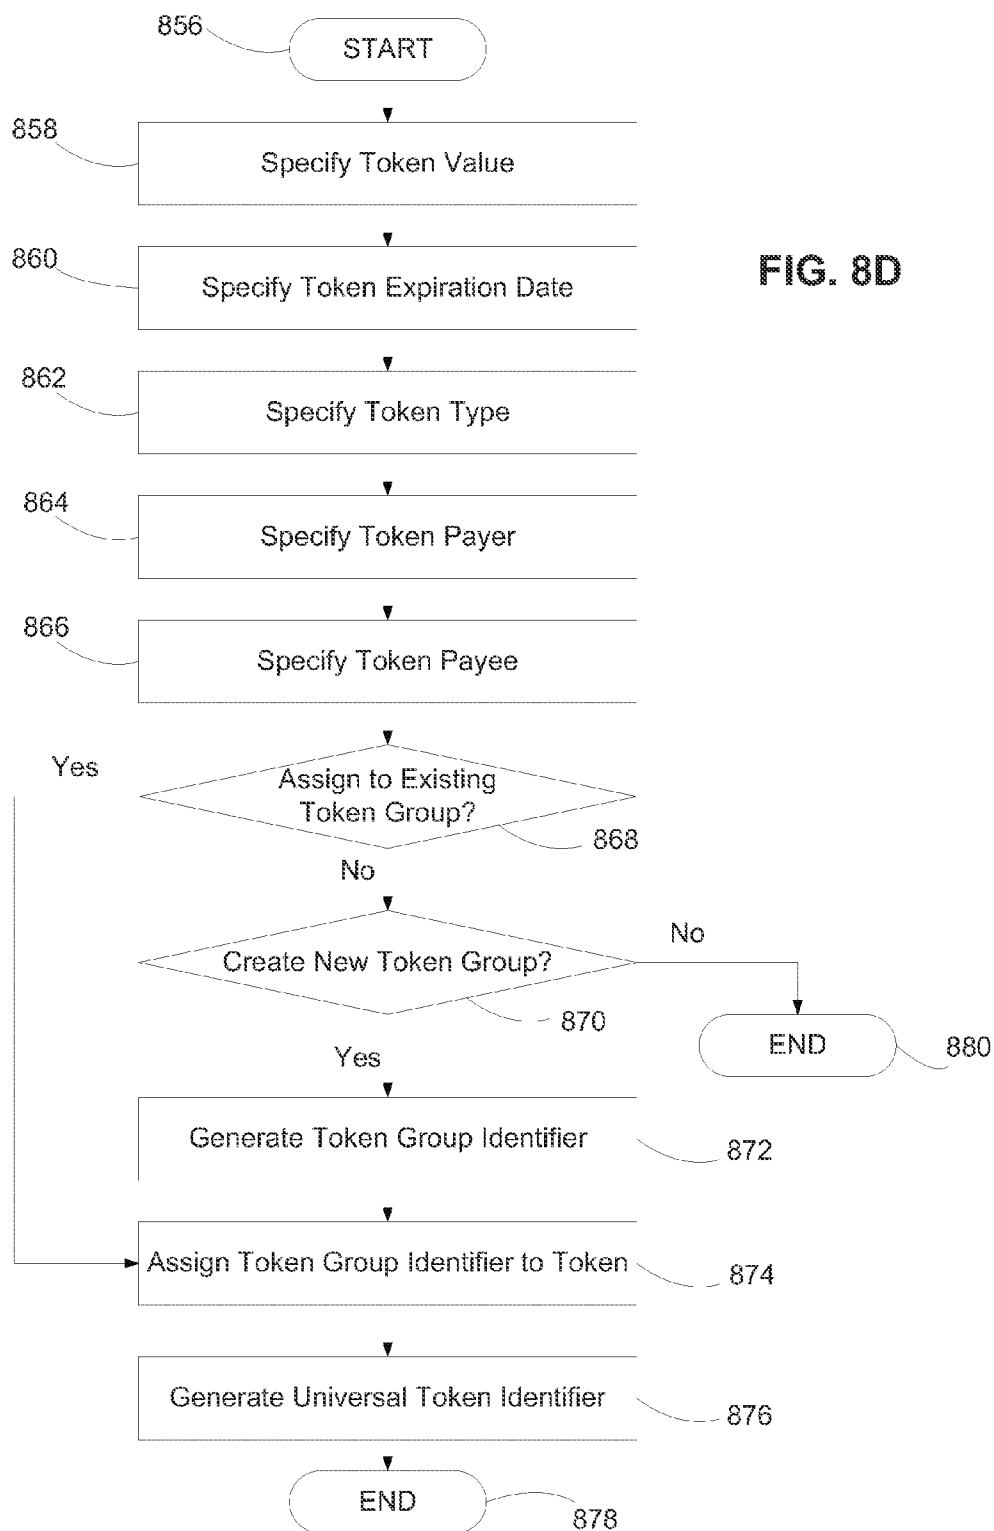 856
START
858
Specify Token Value
860
Specify Token Expiration Date
FIG. 8D
862
Specify Token Type
864
Specify Token Payer
866
Specify Token Payee
Yes
Assign to Existing
Token Group?
868
No
Create New Token Group?
No
870
END
880
Yes
Generate Token Group Identifier
872
Assign Token Group Identifier to Token
874
Generate Universal Token Identifier
876
END
878